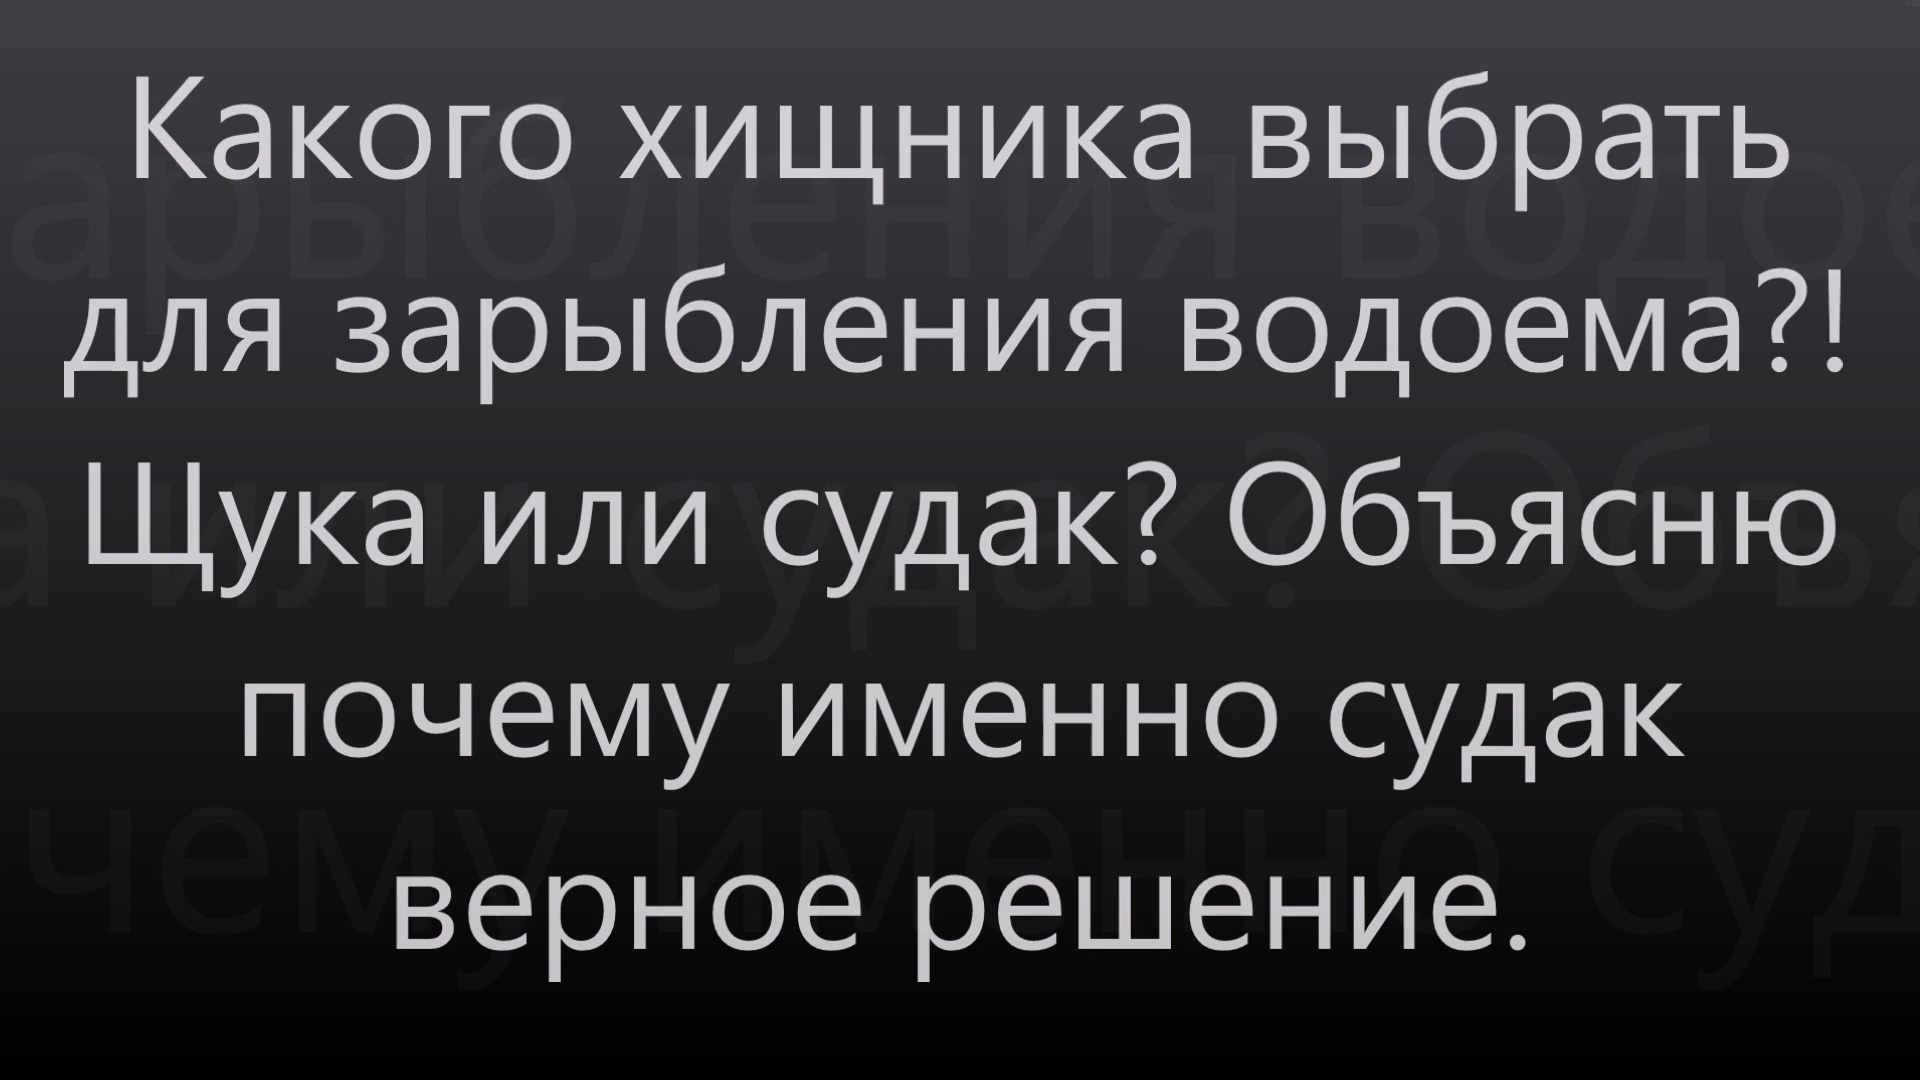 Какого хищника выбрать
для зарыбления водоема?!
Щука или судак? Объясню
почему именно судак
верное решение.